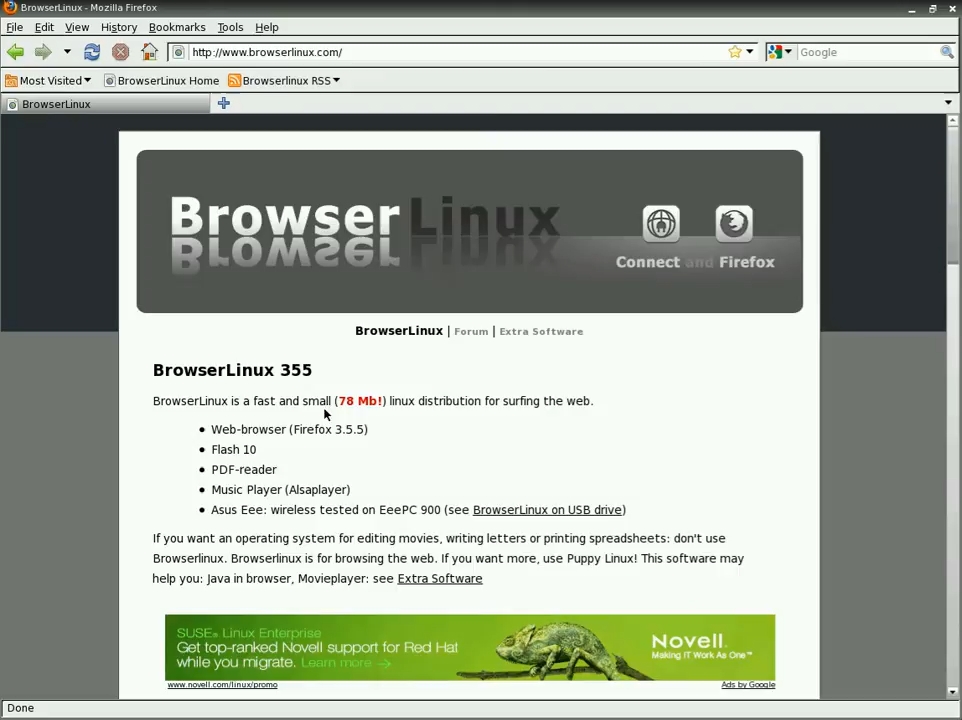 BrowserLinux - Mozilla Firefox
File Edit View History Bookmarks Tools Help
http://www.browserlinux.com/ Google
Most Visited BrowserLinux Home Browserlinux RSS
BrowserLinux
BrowserLinux
Connect and Firefox
BrowserLinux | Forum | Extra Software
BrowserLinux 355
BrowserLinux is a fast and small (78 Mb!) linux distribution for surfing the web.
Web-browser (Firefox 3.5.5)
Flash 10
PDF-reader
Music Player (Alsaplayer)
Asus Eee: wireless tested on EeePC 900 (see BrowserLinux on USB drive)
If you want an operating system for editing movies, writing letters or printing spreadsheets: don't use
Browserlinux. Browserlinux is for browsing the web. If you want more, use Puppy Linux! This software may
help you: Java in browser, Movieplayer: see Extra Software
SUSE® Linux Enterprise
Get top-ranked Novell support for Red Hat
while you migrate. Learn more →
Novell®
Making IT Work As One™
www.novell.com/linux/promo Ads by Google
Done